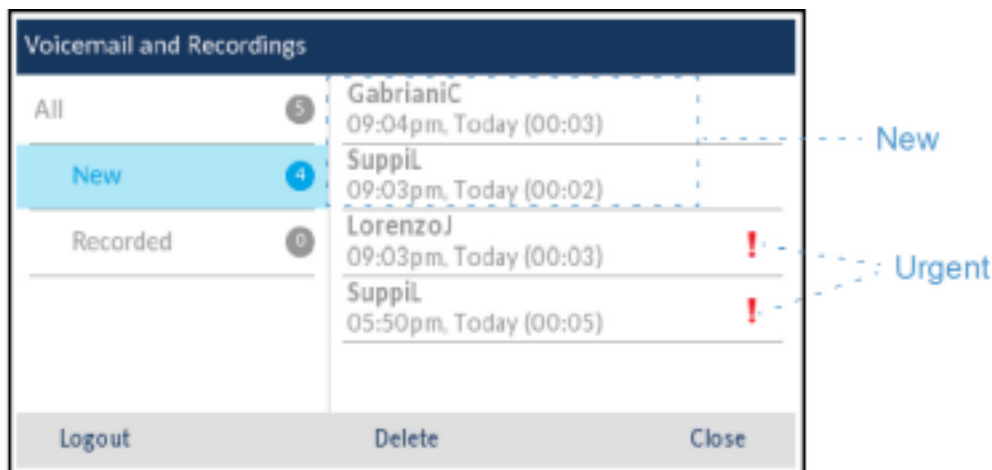 Voicemail and Recordings
All 5
New 4
Recorded 0
GabrianiC
09:04pm, Today (00:03)
SuppiL
09:03pm, Today (00:02)
LorenzoJ
09:03pm, Today (00:03) !
SuppiL
05:50pm, Today (00:05) !
New
Urgent
Logout Delete Close